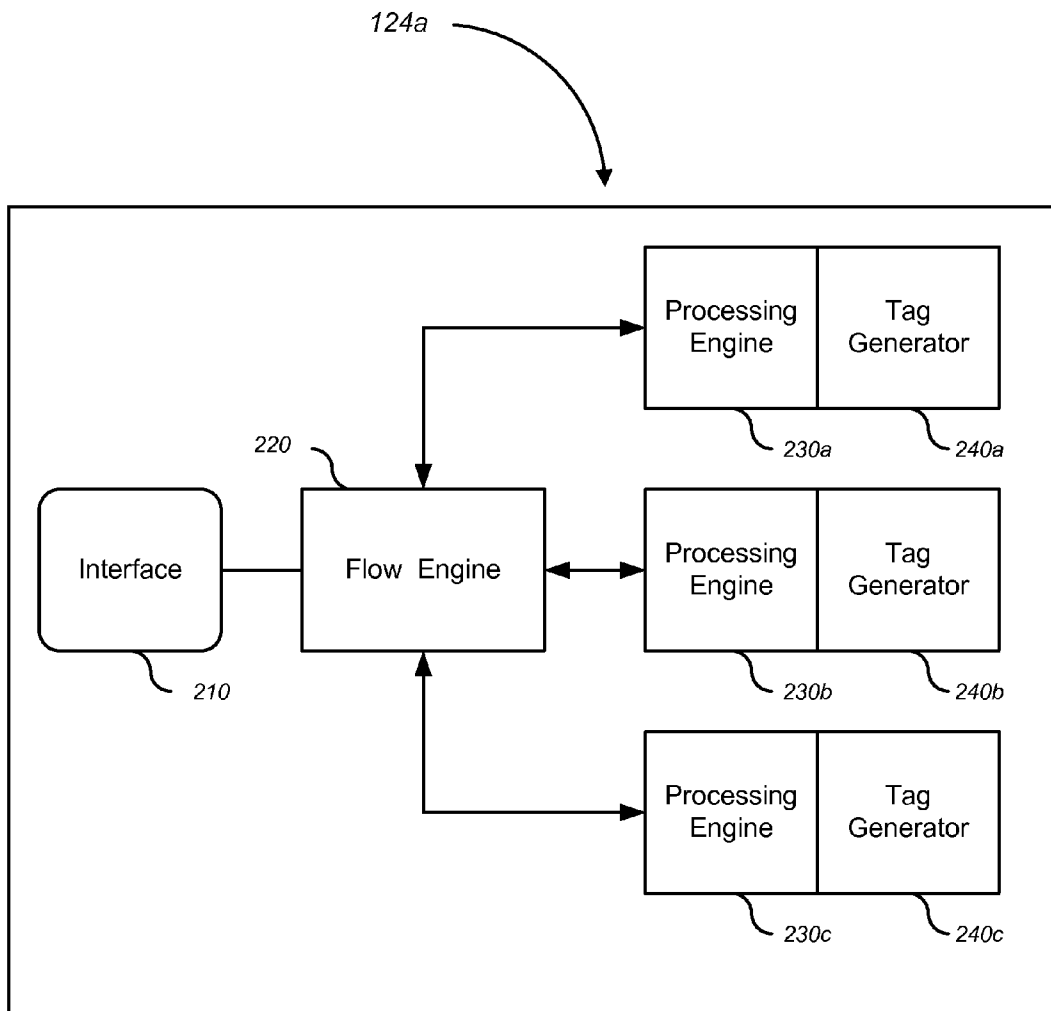 124a
Processing
Engine
Tag
Generator
230a
240a
220
Interface
Flow Engine
Processing
Engine
Tag
Generator
210
230b
240b
Processing
Engine
Tag
Generator
230c
240c